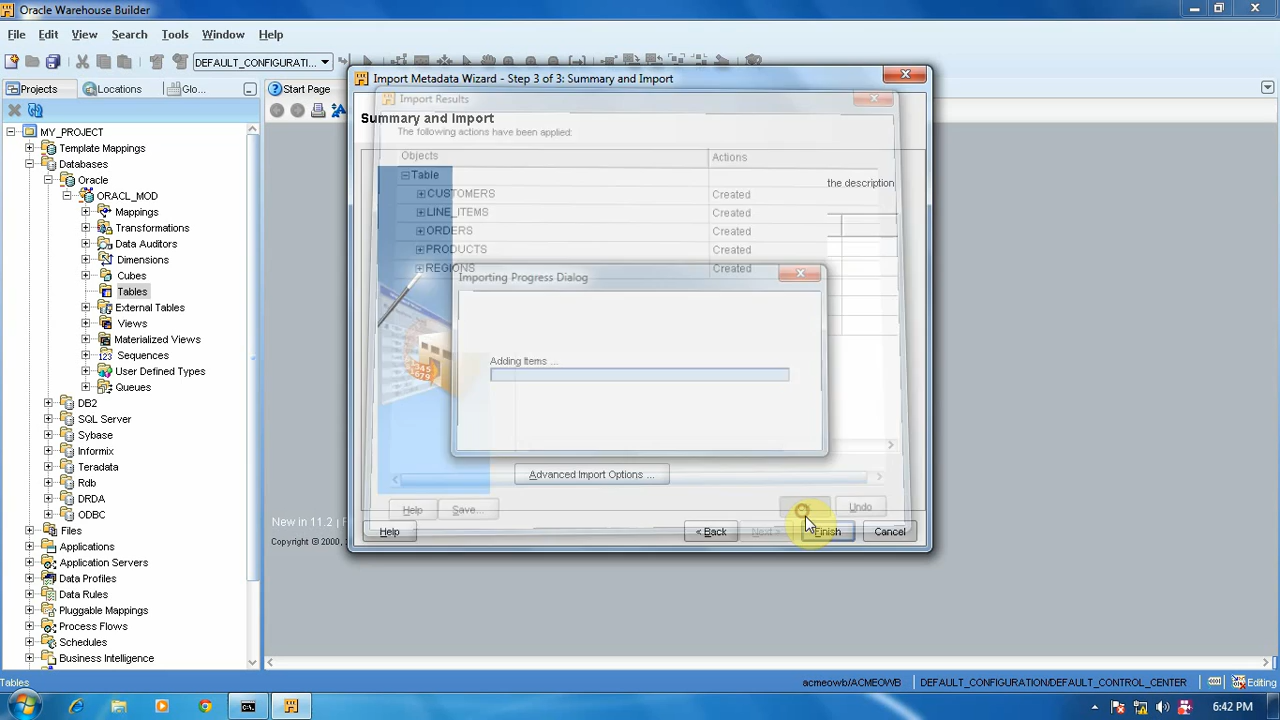 Oracle Warehouse Builder
File Edit View Search Tools Window Help
DEFAULT_CONFIGURATI...
Projects Locations Glo...
Start Page
MY_PROJECT
Template Mappings
Databases
Oracle
ORACL_MOD
Mappings
Transformations
Data Auditors
Dimensions
Cubes
Tables
External Tables
Views
Materialized Views
Sequences
User Defined Types
Queues
DB2
SQL Server
Sybase
Informix
Teradata
Rdb
DRDA
ODBC
Files
Applications
Application Servers
Data Profiles
Data Rules
Pluggable Mappings
Process Flows
Schedules
Business Intelligence
Import Metadata Wizard - Step 3 of 3: Summary and Import
Import Results
Summary and Import
The following actions have been applied:
Objects Actions
Table
the description
CUSTOMERS Created
LINE_ITEMS Created
ORDERS Created
PRODUCTS Created
REGIONS Created
Importing Progress Dialog
Adding Items ...
Advanced Import Options ...
Help Save... Undo
Help < Back Next > Finish Cancel
New in 11.2
Copyright © 2000,
Tables acmeowb/ACMEOWB DEFAULT_CONFIGURATION/DEFAULT_CONTROL_CENTER Editing
6:42 PM